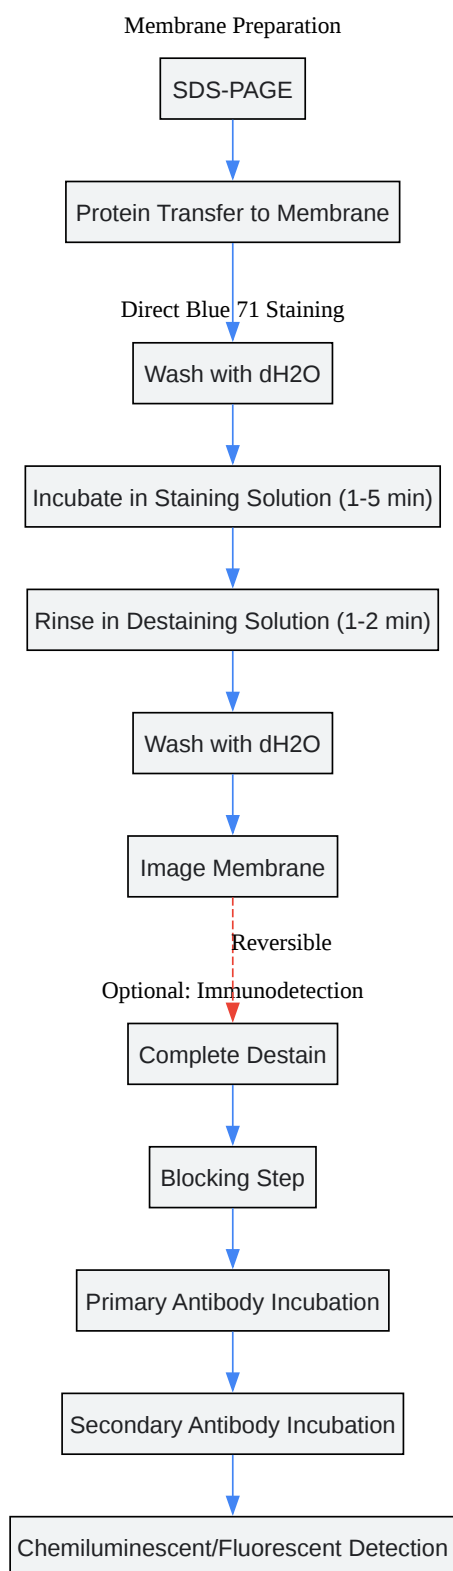 Membrane Preparation
SDS-PAGE
Protein Transfer to Membrane
Direct Blue 71 Staining
Wash with dH2O
Incubate in Staining Solution (1-5 min)
Rinse in Destaining Solution (1-2 min)
Wash with dH2O
Image Membrane
Reversible
Optional: Immunodetection
Complete Destain
Blocking Step
Primary Antibody Incubation
Secondary Antibody Incubation
Chemiluminescent/Fluorescent Detection